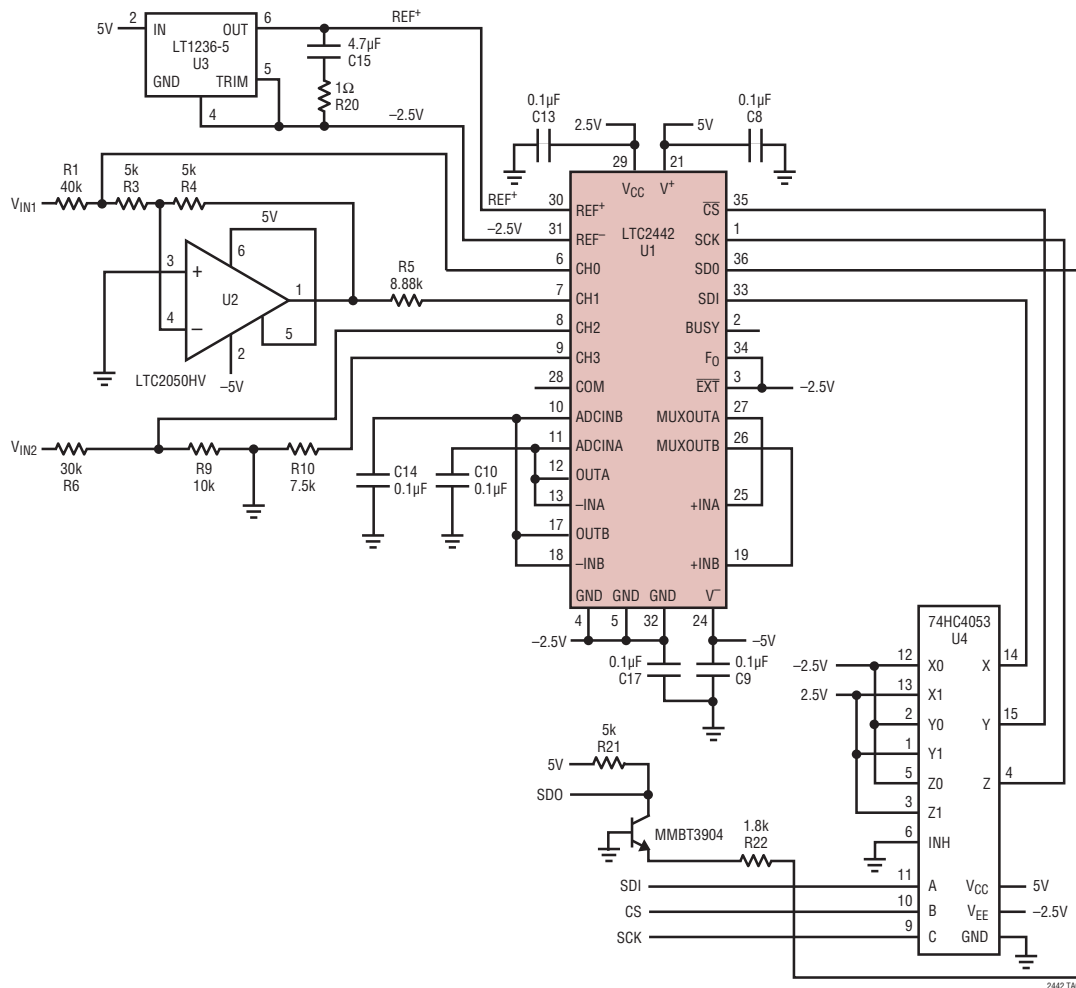 5V
2
IN
OUT
6
REF+
LT1236-5
U3
GND
TRIM
5
4
4.7µF
C15
1Ω
R20
–2.5V
0.1µF
C13
2.5V
5V
0.1µF
C8
29
21
VCC
V+
R1
40k
5k
R3
5k
R4
VIN1
REF+
30
REF+
CS
35
–2.5V
31
REF–
LTC2442
U1
SCK
1
6
CH0
SD0
36
5V
6
3
+
U2
1
4
–
5
2
–5V
LTC2050HV
R5
8.88k
7
CH1
SDI
33
8
CH2
BUSY
2
9
CH3
FO
34
28
COM
EXT
3
–2.5V
10
ADCINB
MUXOUTA
27
11
ADCINA
MUXOUTB
26
12
OUTA
13
–INA
+INA
25
17
OUTB
18
–INB
+INB
19
VIN2
30k
R6
R9
10k
R10
7.5k
C14
0.1µF
C10
0.1µF
GND
GND
GND
V–
4
5
32
24
–2.5V
–5V
0.1µF
C17
0.1µF
C9
74HC4053
U4
–2.5V
12
X0
X
14
2.5V
13
X1
2
Y0
Y
15
1
Y1
5
Z0
Z
4
3
Z1
6
INH
5k
R21
5V
SDO
MMBT3904
1.8k
R22
SDI
11
A
VCC
5V
CS
10
B
VEE
–2.5V
SCK
9
C
GND